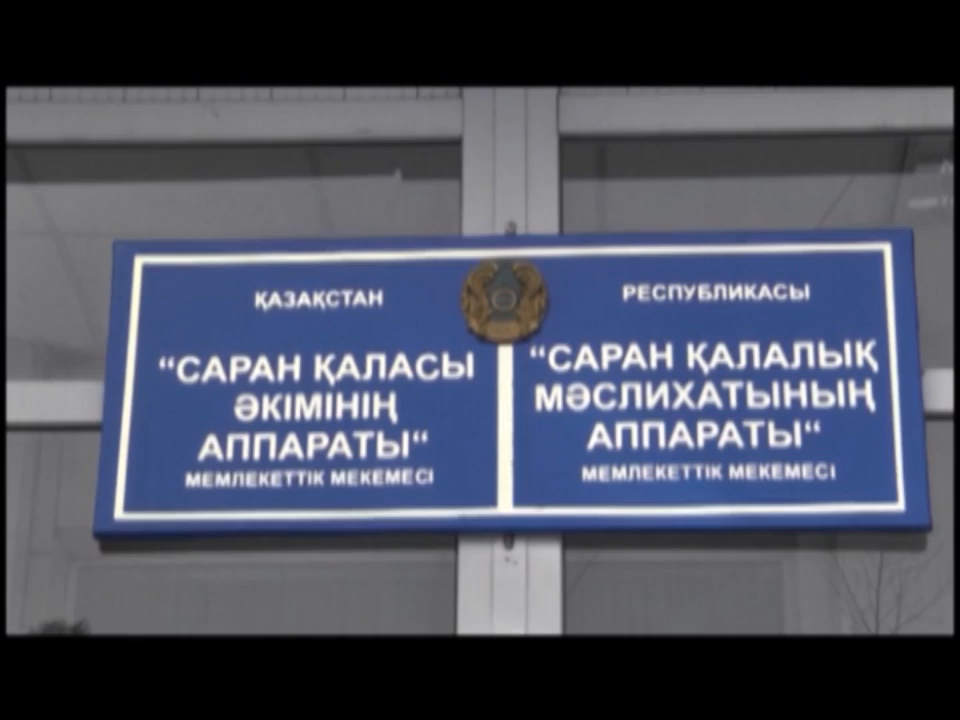 ҚАЗАҚСТАН РЕСПУБЛИКАСЫ
“САРАН ҚАЛАСЫ
ӘКІМІНІҢ
АППАРАТЫ“
МЕМЛЕКЕТТІК МЕКЕМЕСІ
“САРАН ҚАЛАЛЫҚ
МӘСЛИХАТЫНЫҢ
АППАРАТЫ“
МЕМЛЕКЕТТІК МЕКЕМЕСІ